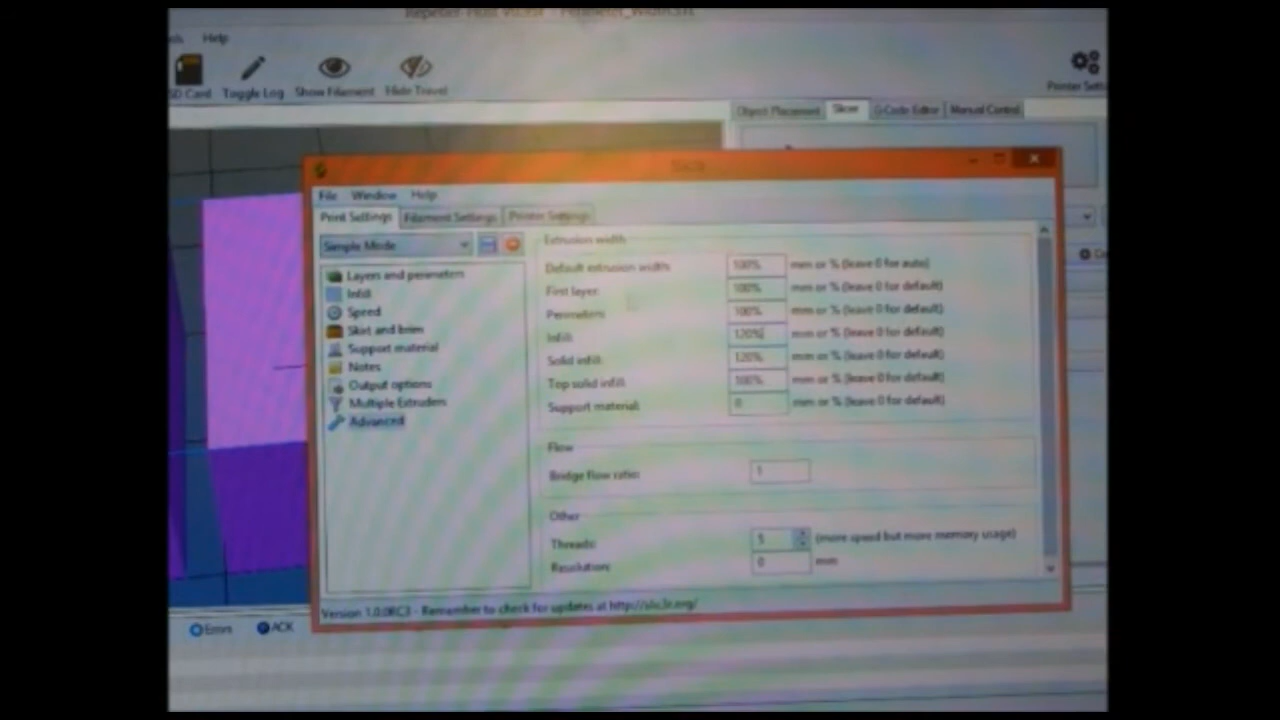 Repetier-Host V0.95F - Perimeter_Width.STL
Help
SD Card Toggle Log Show Filament Hide Travel
Object Placement Slicer G-Code Editor Manual Control
File Window Help
Print Settings Filament Settings Printer Settings
Simple Mode
Layers and perimeters
Infill
Speed
Skirt and brim
Support material
Notes
Output options
Multiple Extruders
Advanced
Extrusion width
Default extrusion width: 100% mm or % (leave 0 for auto)
First layer: 100% mm or % (leave 0 for default)
Perimeters: 100% mm or % (leave 0 for default)
Infill: 120% mm or % (leave 0 for default)
Solid infill: 120% mm or % (leave 0 for default)
Top solid infill: 100% mm or % (leave 0 for default)
Support material: 0 mm or % (leave 0 for default)
Flow
Bridge flow ratio: 1
Other
Threads: 5 (more speed but more memory usage)
Resolution: 0 mm
Version 1.0.0RC3 - Remember to check for updates at http://slic3r.org/
Errors ACK